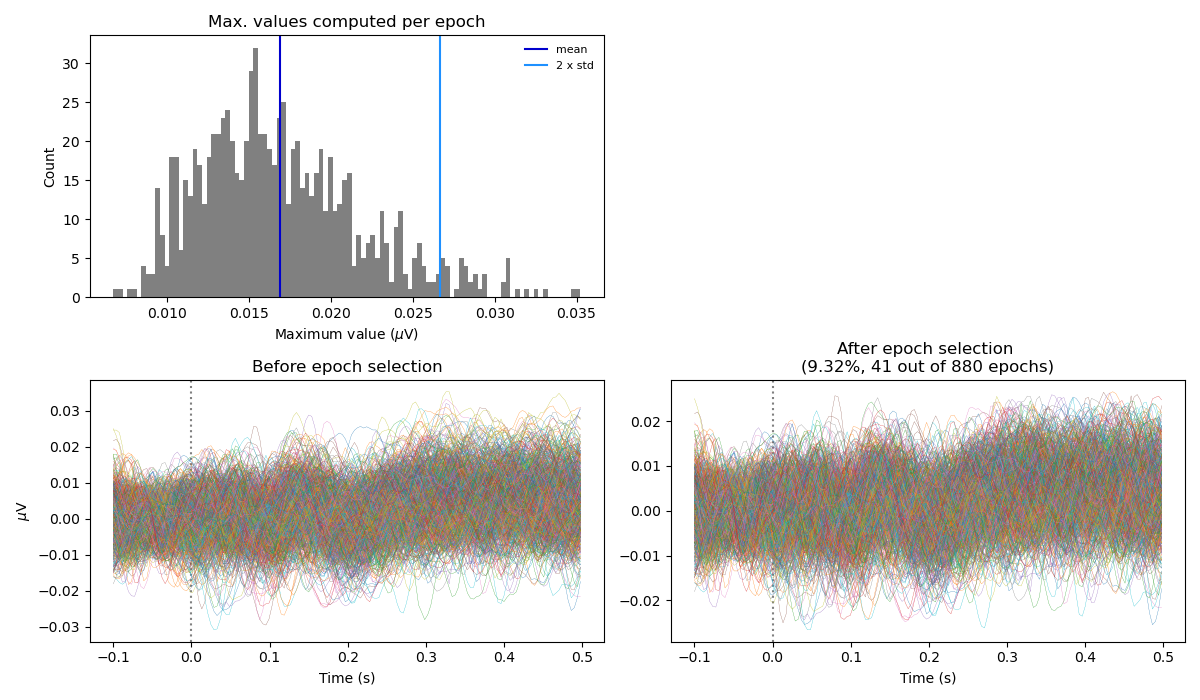 Max. values computed per epoch
mean
2 x std
Count
30
25
20
15
10
5
0
0.010 0.015 0.020 0.025 0.030 0.035
Maximum value (μV)
Before epoch selection
μV
0.03
0.02
0.01
0.00
−0.01
−0.02
−0.03
−0.1 0.0 0.1 0.2 0.3 0.4 0.5
Time (s)
After epoch selection
(9.32%, 41 out of 880 epochs)
0.02
0.01
0.00
−0.01
−0.02
−0.1 0.0 0.1 0.2 0.3 0.4 0.5
Time (s)